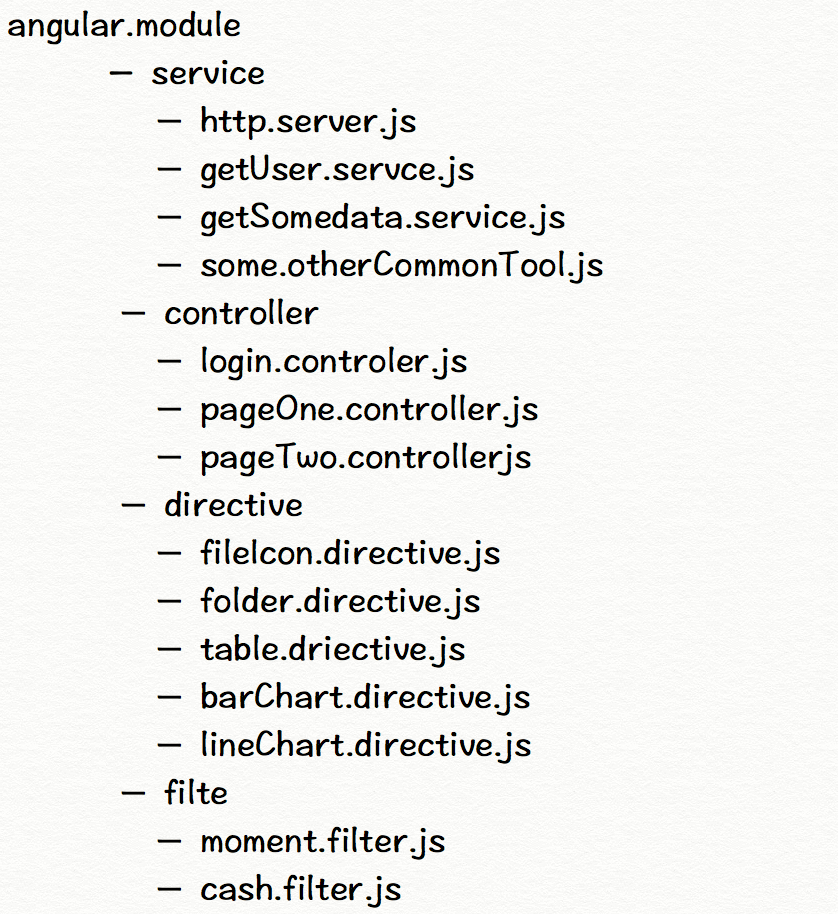 angular.module
— service
— http.server.js
— getUser.servce.js
— getSomedata.service.js
— some.otherCommonTool.js
— controller
— login.controler.js
— pageOne.controller.js
— pageTwo.controllerjs
— directive
— fileIcon.directive.js
— folder.directive.js
— table.driective.js
— barChart.directive.js
— lineChart.directive.js
— filte
— moment.filter.js
— cash.filter.js